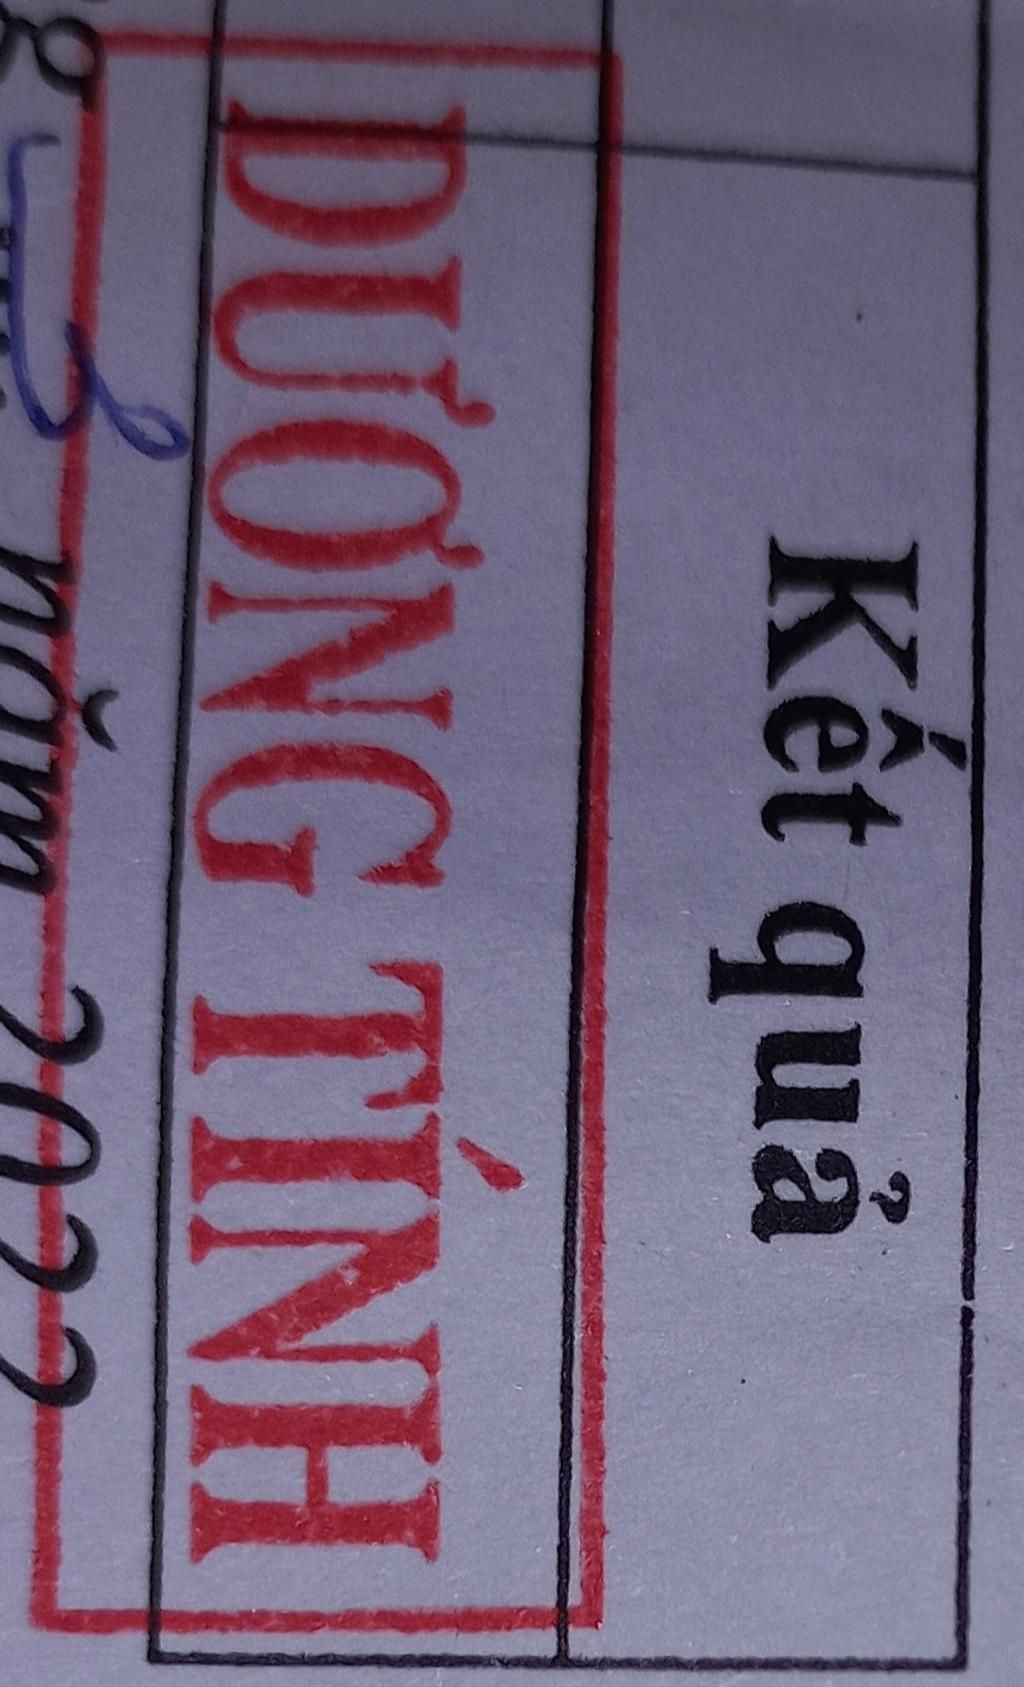 Kết quả
DƯƠNG TÍNH
năm 2022